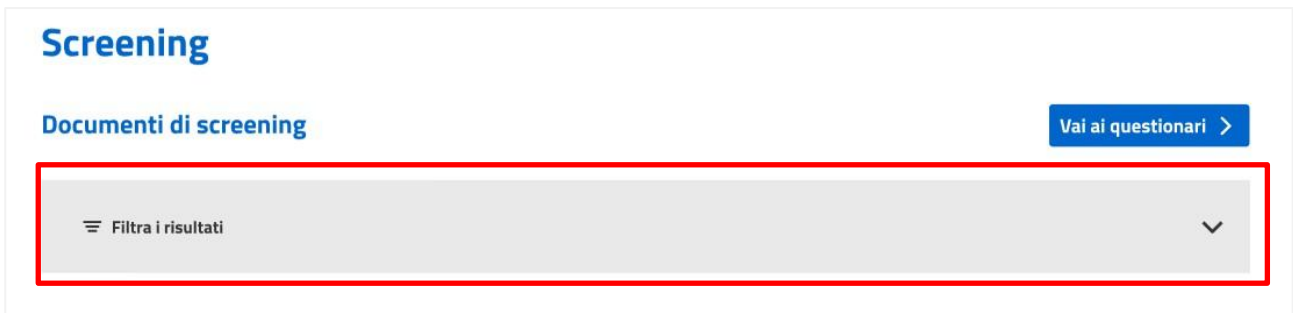 Screening
Documenti di screening
Vai ai questionari
Filtra i risultati